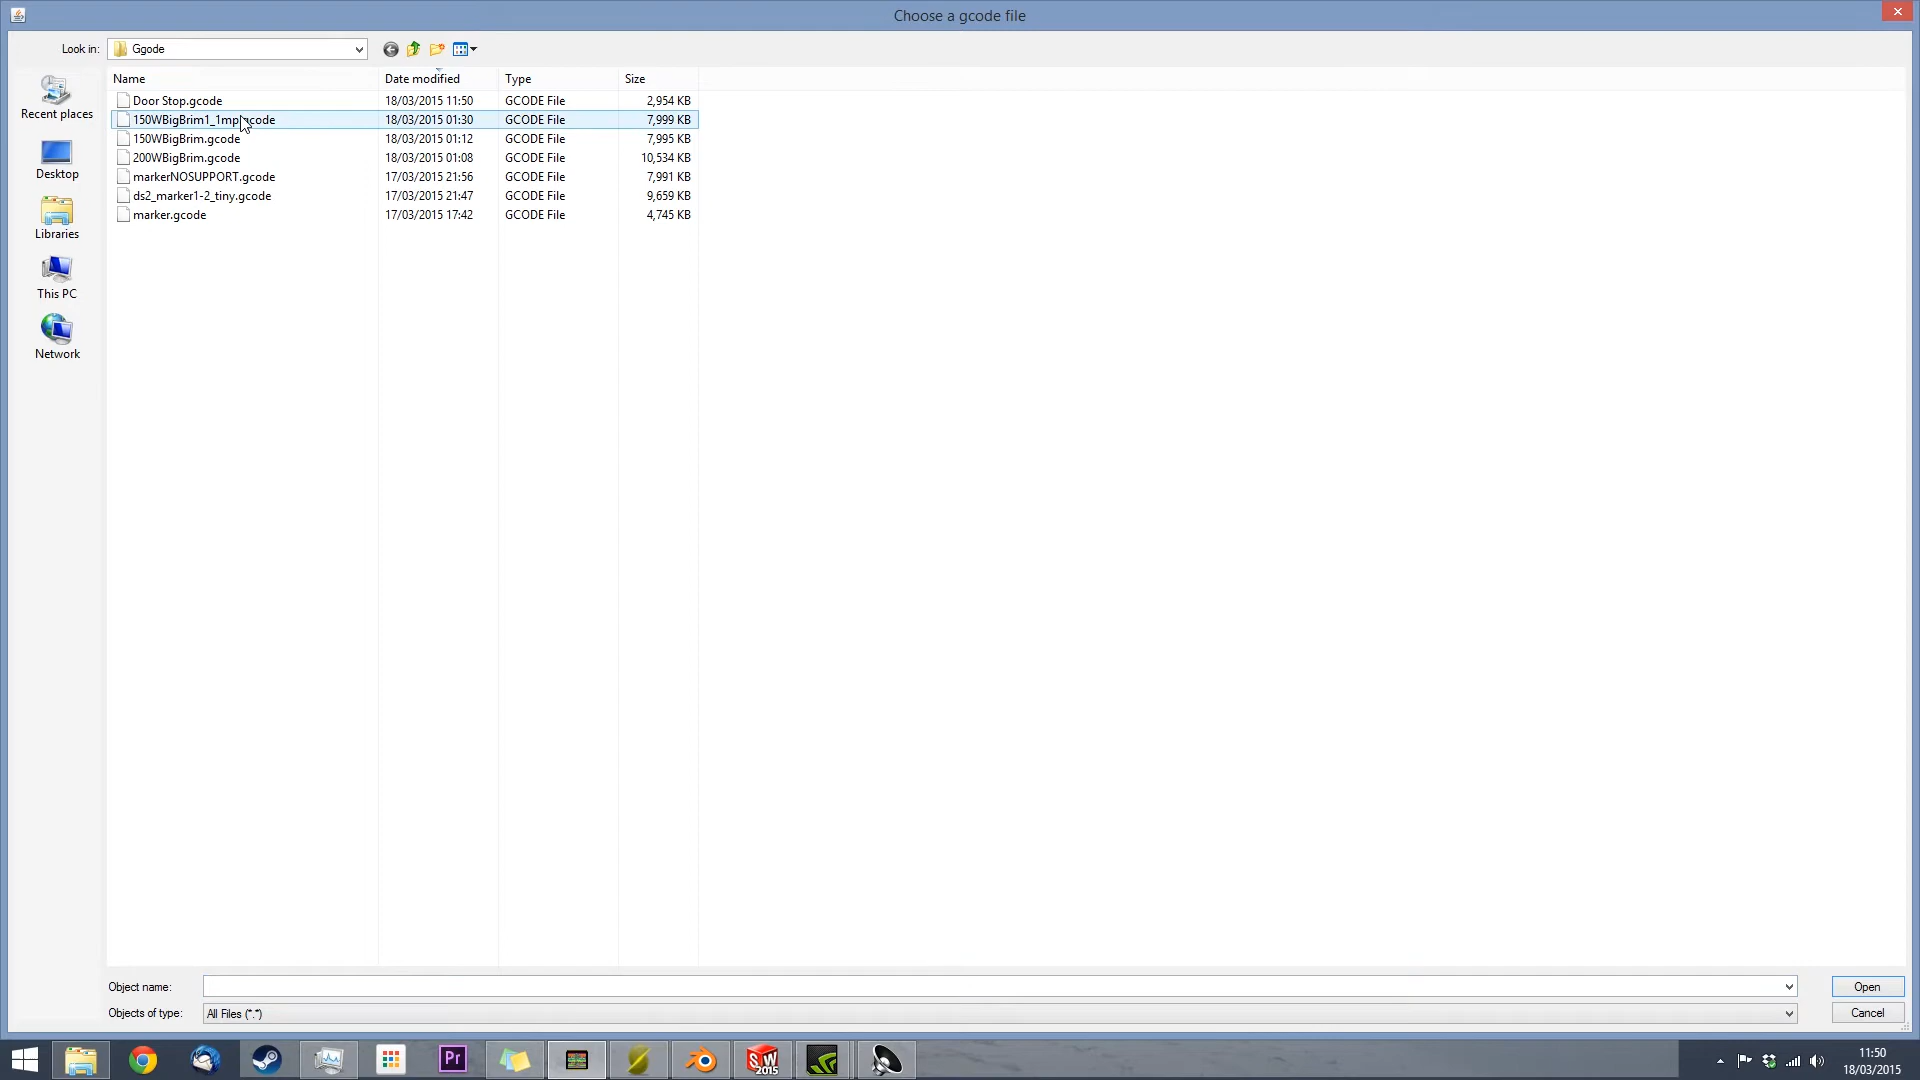 Choose a gcode file
Look in: Ggode
Name Date modified Type Size
Recent places
Desktop
Libraries
This PC
Network
Door Stop.gcode 18/03/2015 11:50 GCODE File 2,954 KB
150WBigBrim1_1mp.gcode 18/03/2015 01:30 GCODE File 7,999 KB
150WBigBrim.gcode 18/03/2015 01:12 GCODE File 7,995 KB
200WBigBrim.gcode 18/03/2015 01:08 GCODE File 10,534 KB
markerNOSUPPORT.gcode 17/03/2015 21:56 GCODE File 7,991 KB
ds2_marker1-2_tiny.gcode 17/03/2015 21:47 GCODE File 9,659 KB
marker.gcode 17/03/2015 17:42 GCODE File 4,745 KB
Object name: Open
Objects of type: All Files (*.*) Cancel
Pr
SW
2015
11:50
18/03/2015